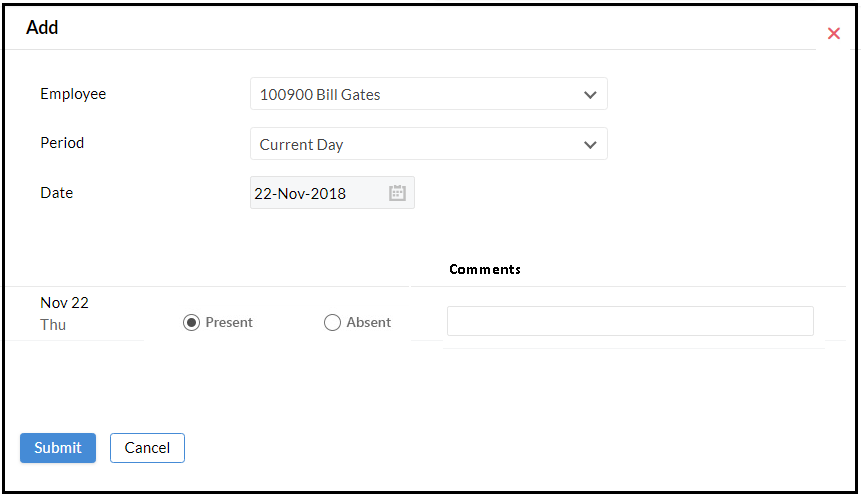 Add
Employee 100900 Bill Gates
Period Current Day
Date 22-Nov-2018
Comments
Nov 22
Thu Present Absent
Submit Cancel